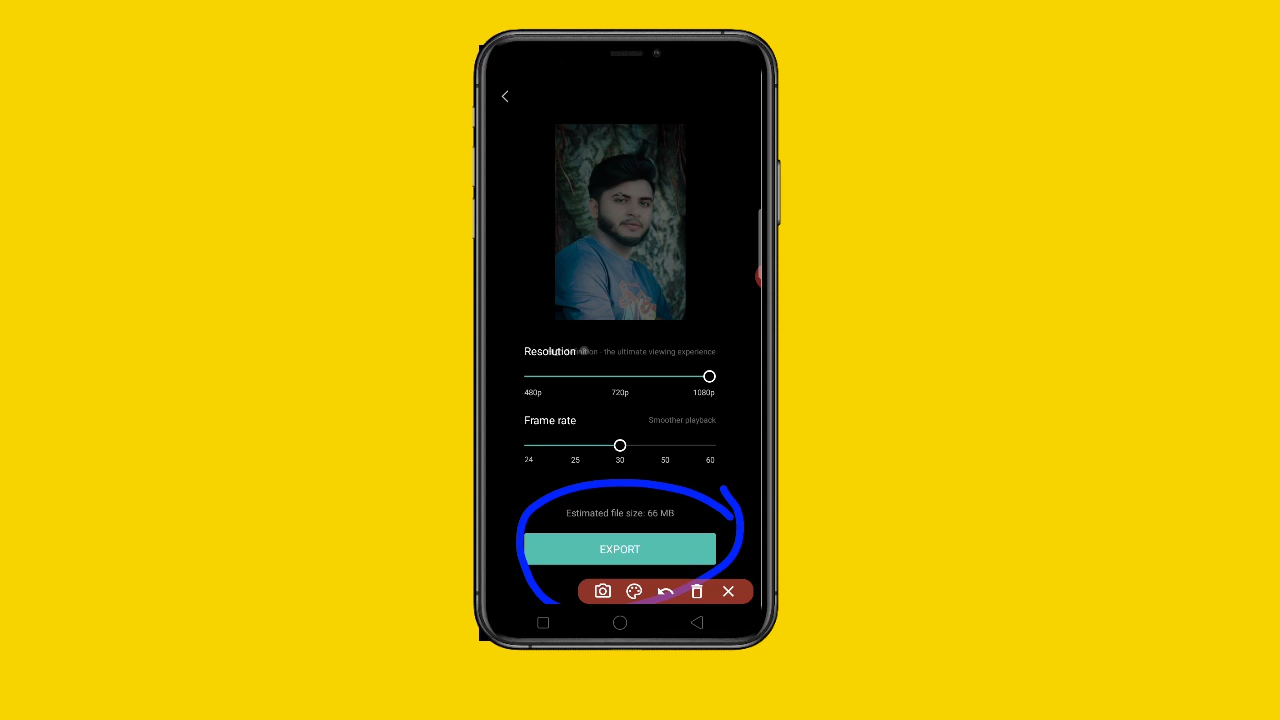 Resolution
nition - the ultimate viewing experience
480p 720p 1080p
Frame rate Smoother playback
24 25 30 50 60
Estimated file size: 66 MB
EXPORT